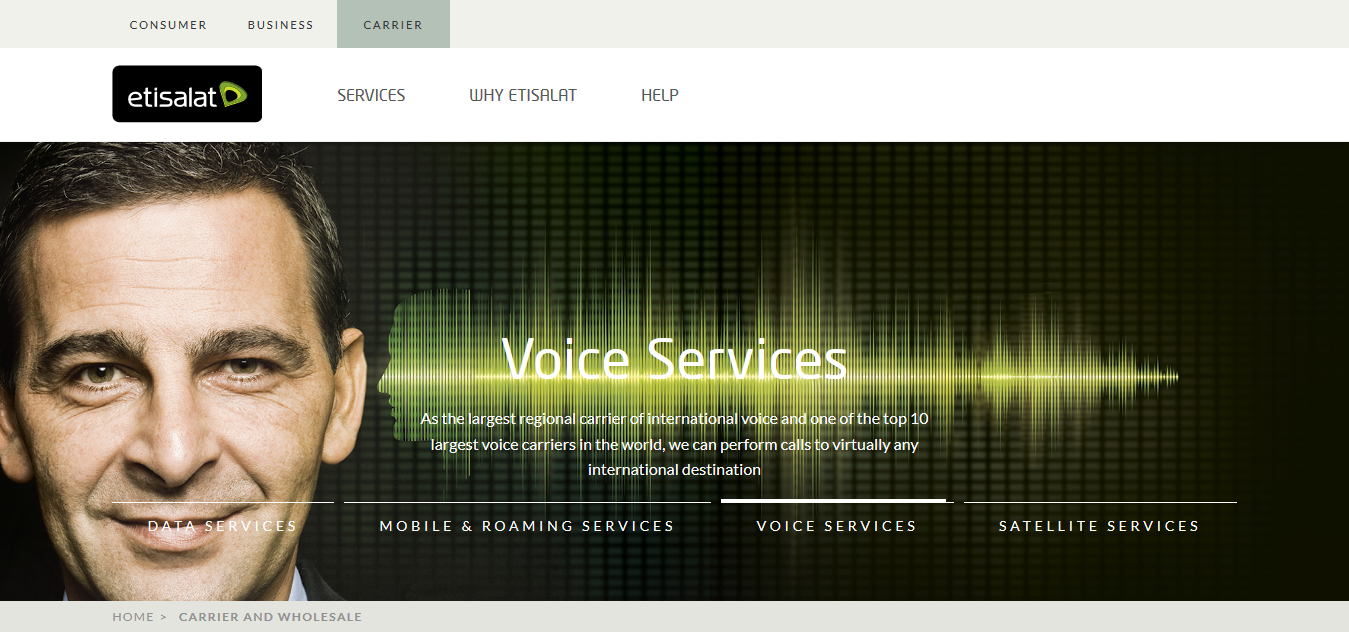 CONSUMER BUSINESS CARRIER
etisalat
SERVICES WHY ETISALAT HELP
Voice Services
As the largest regional carrier of international voice and one of the top 10
largest voice carriers in the world, we can perform calls to virtually any
international destination
DATA SERVICES MOBILE & ROAMING SERVICES VOICE SERVICES SATELLITE SERVICES
HOME > CARRIER AND WHOLESALE